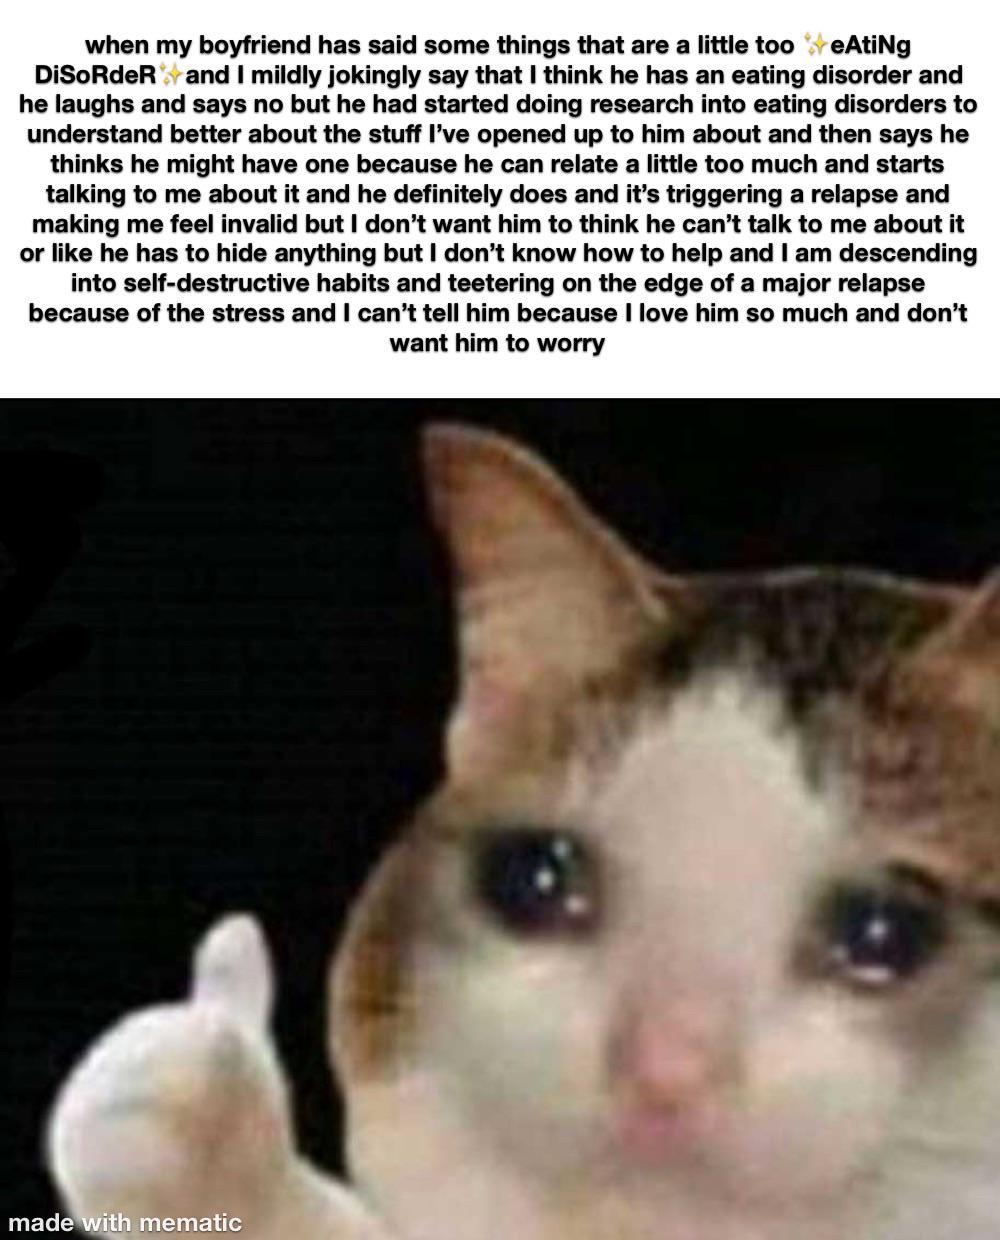 when my boyfriend has said some things that are a little too ✨eAtiNg
DiSoRdeR✨and I mildly jokingly say that I think he has an eating disorder and
he laughs and says no but he had started doing research into eating disorders to
understand better about the stuff I’ve opened up to him about and then says he
thinks he might have one because he can relate a little too much and starts
talking to me about it and he definitely does and it’s triggering a relapse and
making me feel invalid but I don’t want him to think he can’t talk to me about it
or like he has to hide anything but I don’t know how to help and I am descending
into self-destructive habits and teetering on the edge of a major relapse
because of the stress and I can’t tell him because I love him so much and don’t
want him to worry
made with mematic